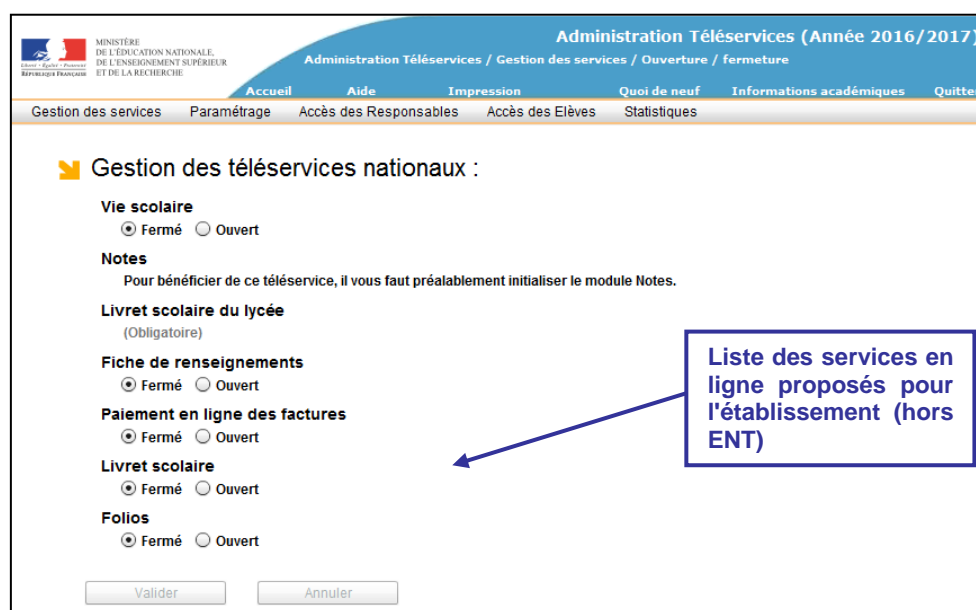 MINISTÈRE
DE L'ÉDUCATION NATIONALE,
DE L'ENSEIGNEMENT SUPÉRIEUR
ET DE LA RECHERCHE
Liberté • Égalité • Fraternité
RÉPUBLIQUE FRANÇAISE
Administration Téléservices (Année 2016/2017)
Administration Téléservices / Gestion des services / Ouverture / fermeture
Accueil Aide Impression Quoi de neuf Informations académiques Quitter
Gestion des services Paramétrage Accès des Responsables Accès des Elèves Statistiques
Gestion des téléservices nationaux :
Vie scolaire
Fermé Ouvert
Notes
Pour bénéficier de ce téléservice, il vous faut préalablement initialiser le module Notes.
Livret scolaire du lycée
(Obligatoire)
Fiche de renseignements
Fermé Ouvert
Paiement en ligne des factures
Fermé Ouvert
Livret scolaire
Fermé Ouvert
Folios
Fermé Ouvert
Valider Annuler
Liste des services en
ligne proposés pour
l'établissement (hors
ENT)